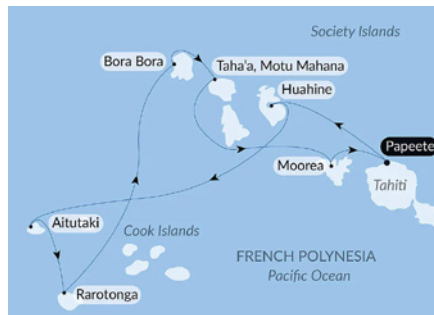 Society Islands
Bora Bora
Taha'a, Motu Mahana
Huahine
Papeete
Moorea
Tahiti
Aitutaki
Cook Islands
FRENCH POLYNESIA
Pacific Ocean
Rarotonga